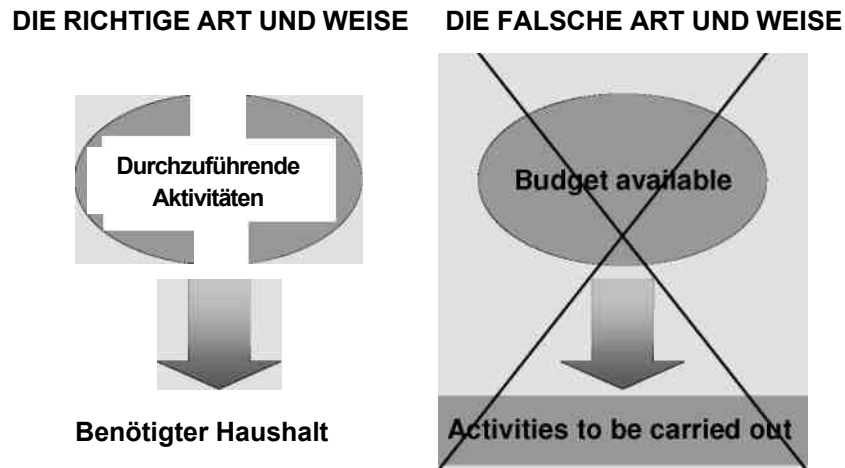 DIE RICHTIGE ART UND WEISE
Durchzuführende
Aktivitäten
Benötigter Haushalt
DIE FALSCHE ART UND WEISE
Budget available
Activities to be carried out